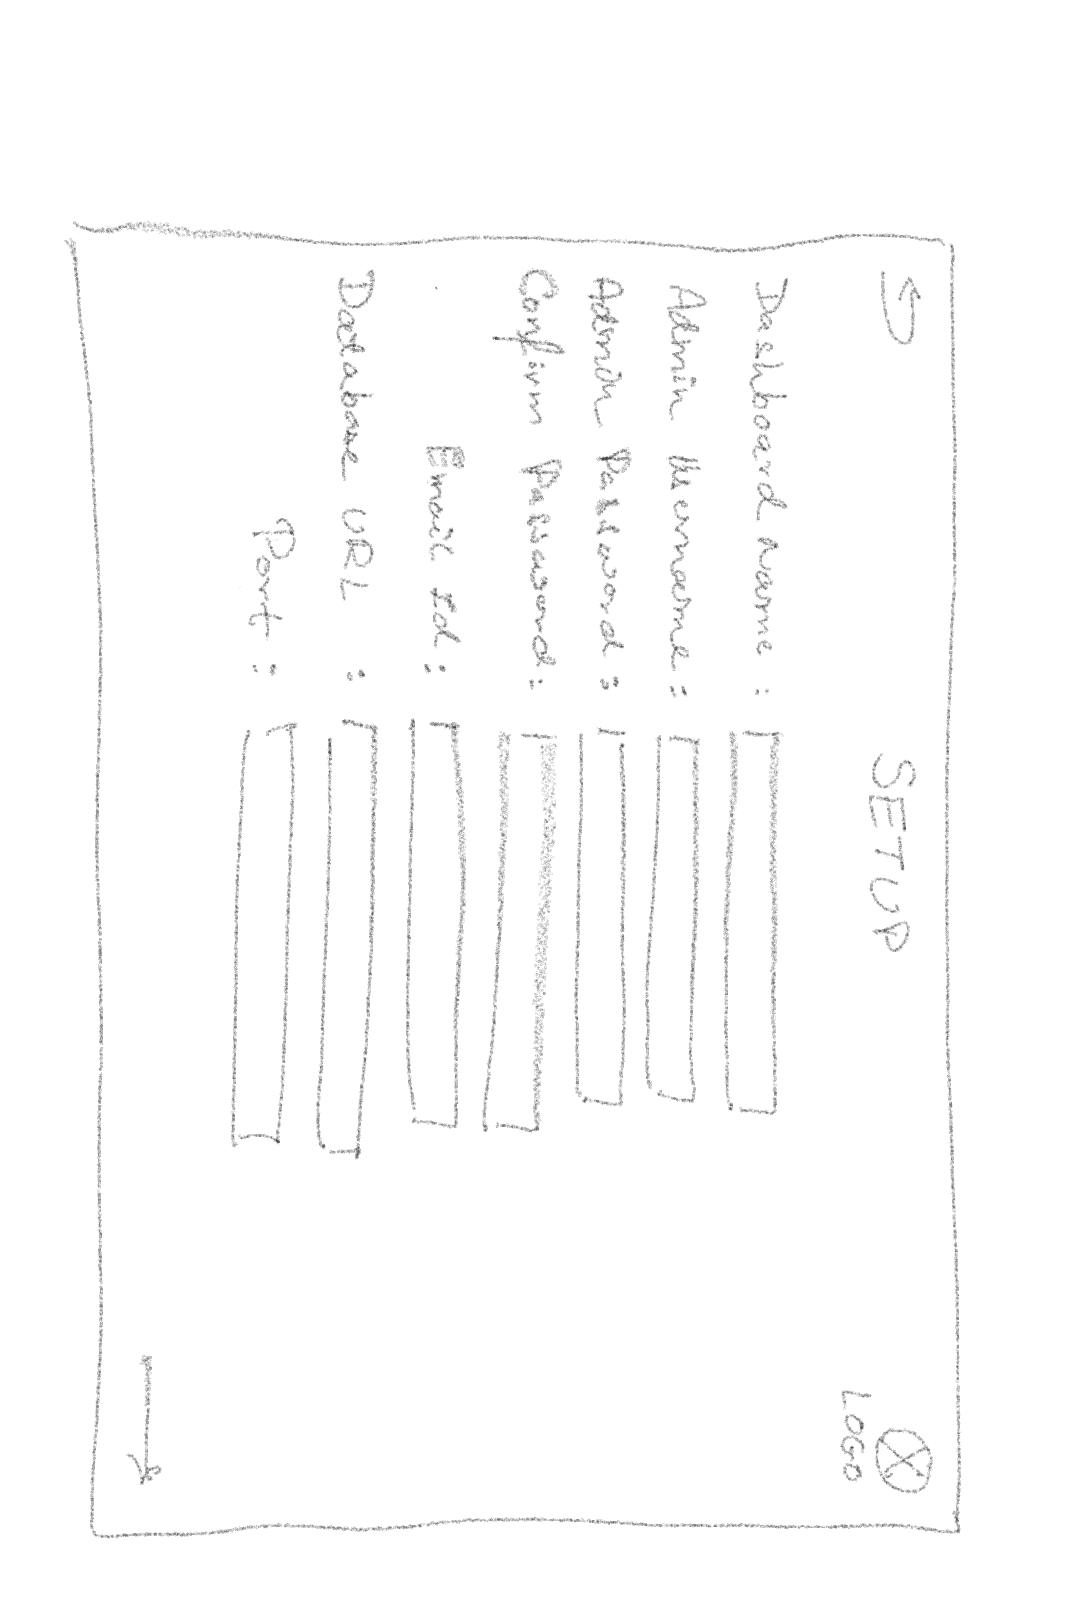 SETUP
LOGO
Dashboard Name :
Admin Username :
Admin Password :
Confirm Password :
Email Id :
Database URL :
Port :